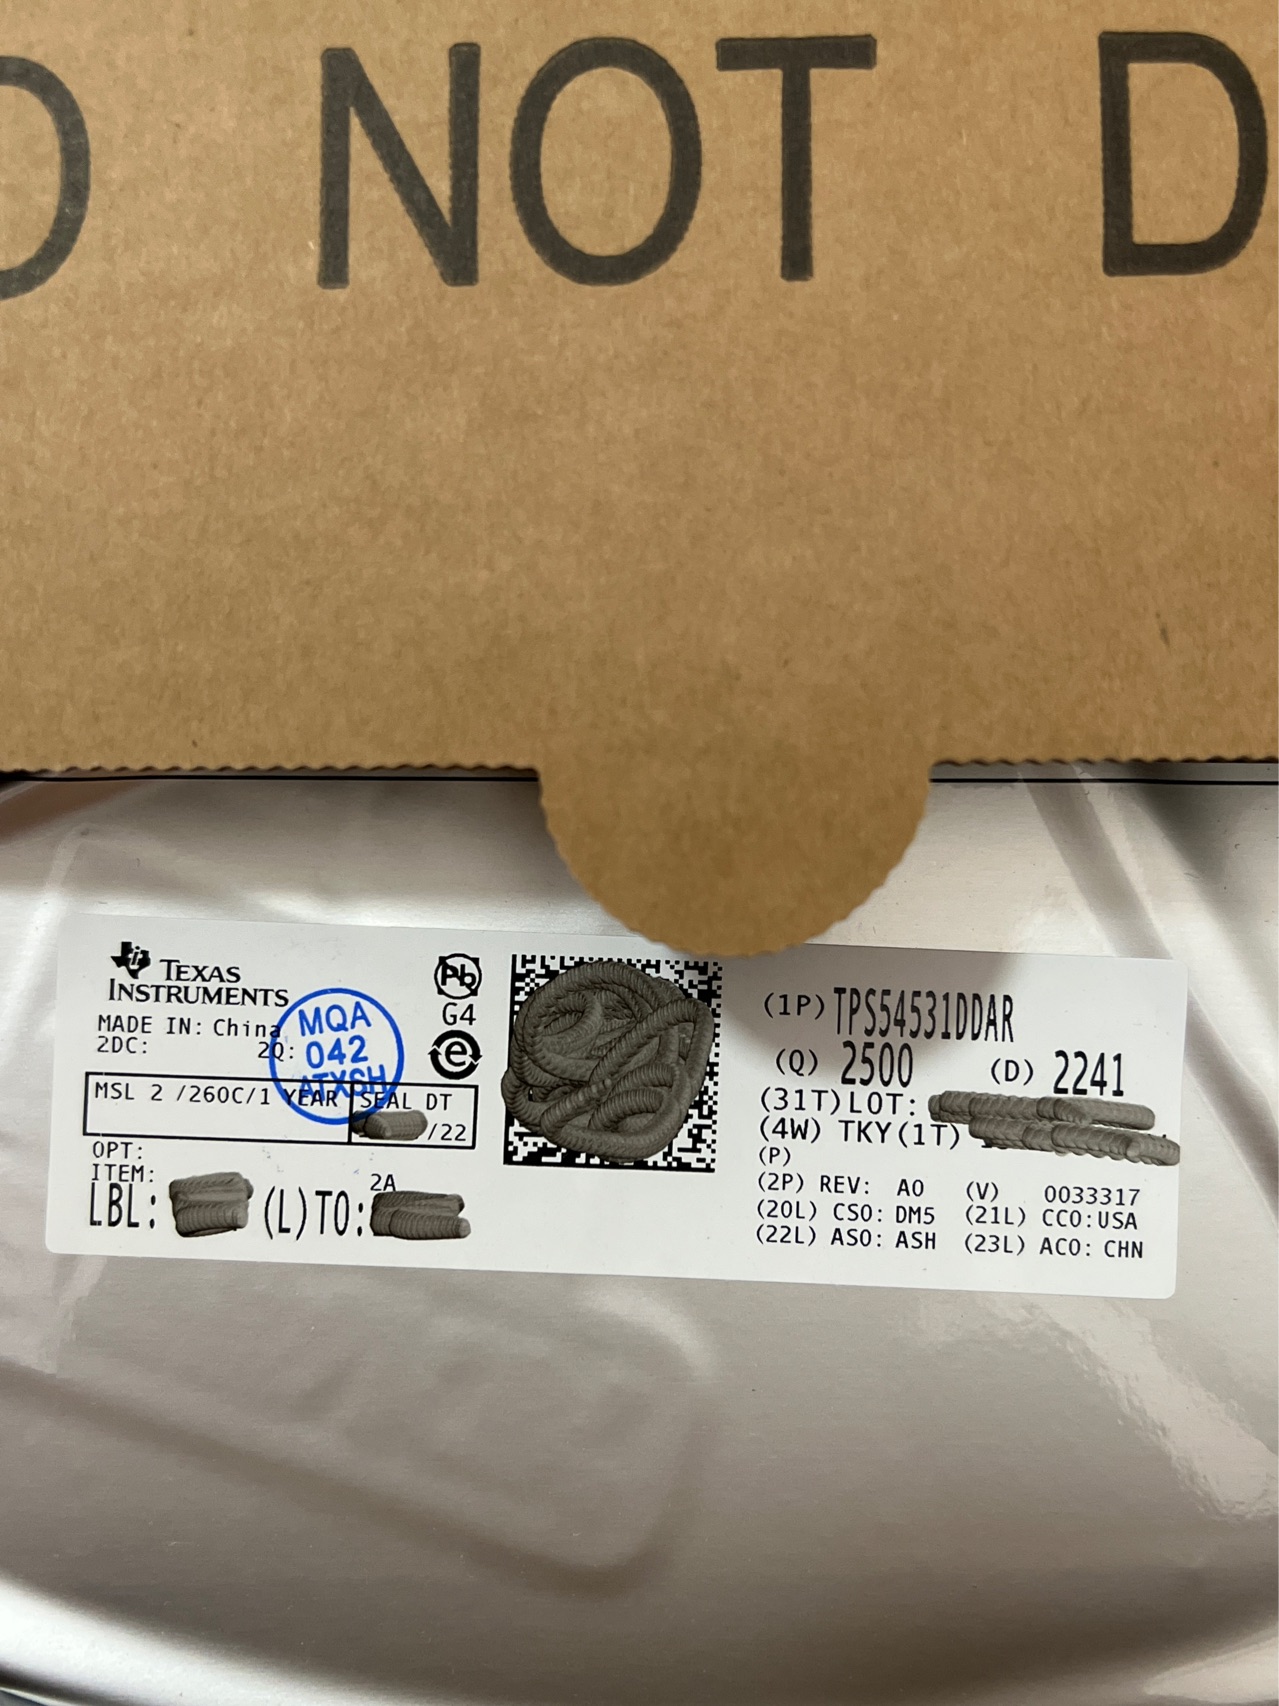 NOT D
TEXAS
INSTRUMENTS
MADE IN: China
2DC: 2Q:
MQA
042
ATXSH
MSL 2 /260C/1 YEAR
SEAL DT
/22
OPT:
ITEM:
LBL: (L)TO:
2A
Pb
G4
e
(1P) TPS54531DDAR
(Q) 2500 (D) 2241
(31T)LOT:
(4W) TKY(1T)
(P)
(2P) REV: A0 (V) 0033317
(20L) CSO: DM5 (21L) CCO:USA
(22L) ASO: ASH (23L) ACO: CHN